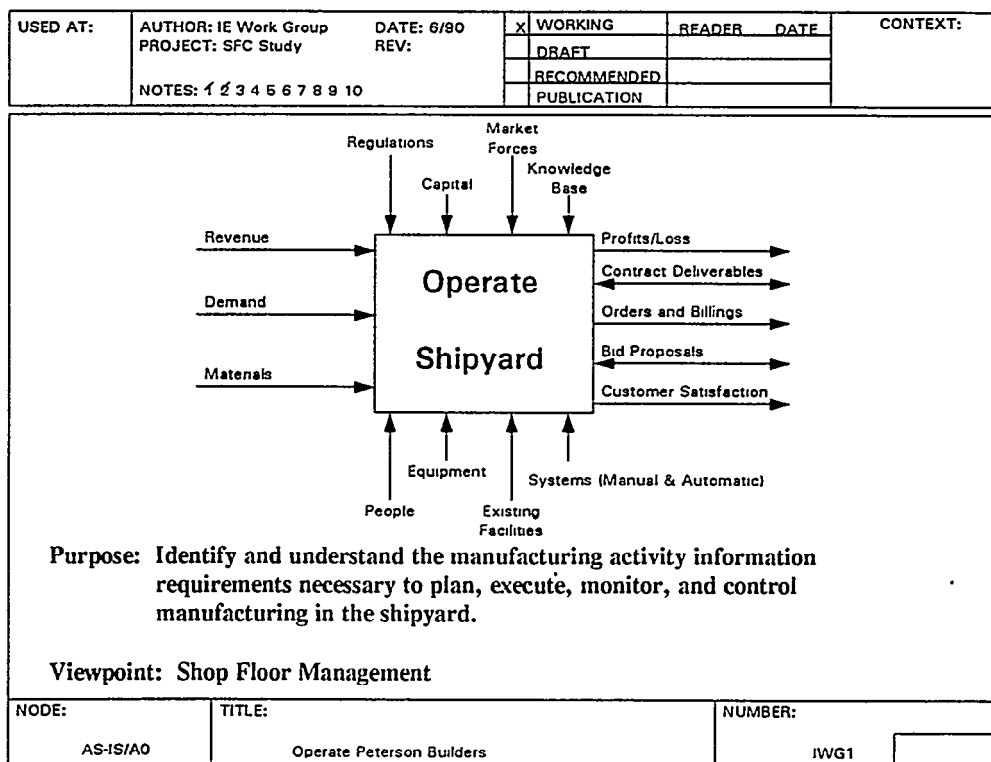 USED AT:
AUTHOR: IE Work Group
DATE: 6/90
PROJECT: SFC Study
REV:
NOTES: 1 2 3 4 5 6 7 8 9 10
X WORKING
DRAFT
RECOMMENDED
PUBLICATION
READER DATE
CONTEXT:
Regulations
Market
Forces
Capital
Knowledge
Base
Revenue
Demand
Materials
Operate
Shipyard
Profits/Loss
Contract Deliverables
Orders and Billings
Bid Proposals
Customer Satisfaction
Equipment
Systems (Manual & Automatic)
People
Existing
Facilities
Purpose: Identify and understand the manufacturing activity information
requirements necessary to plan, execute, monitor, and control
manufacturing in the shipyard.
Viewpoint: Shop Floor Management
NODE:
AS-IS/A0
TITLE:
Operate Peterson Builders
NUMBER:
IWG1